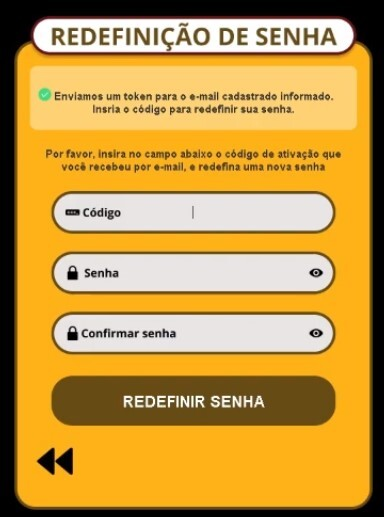 REDEFINIÇÃO DE SENHA
Enviamos um token para o e-mail cadastrado informado.
Insria o código para redefinir sua senha.
Por favor, insira no campo abaixo o código de ativação que
você recebeu por e-mail, e redefina uma nova senha
Código
Senha
Confirmar senha
REDEFINIR SENHA